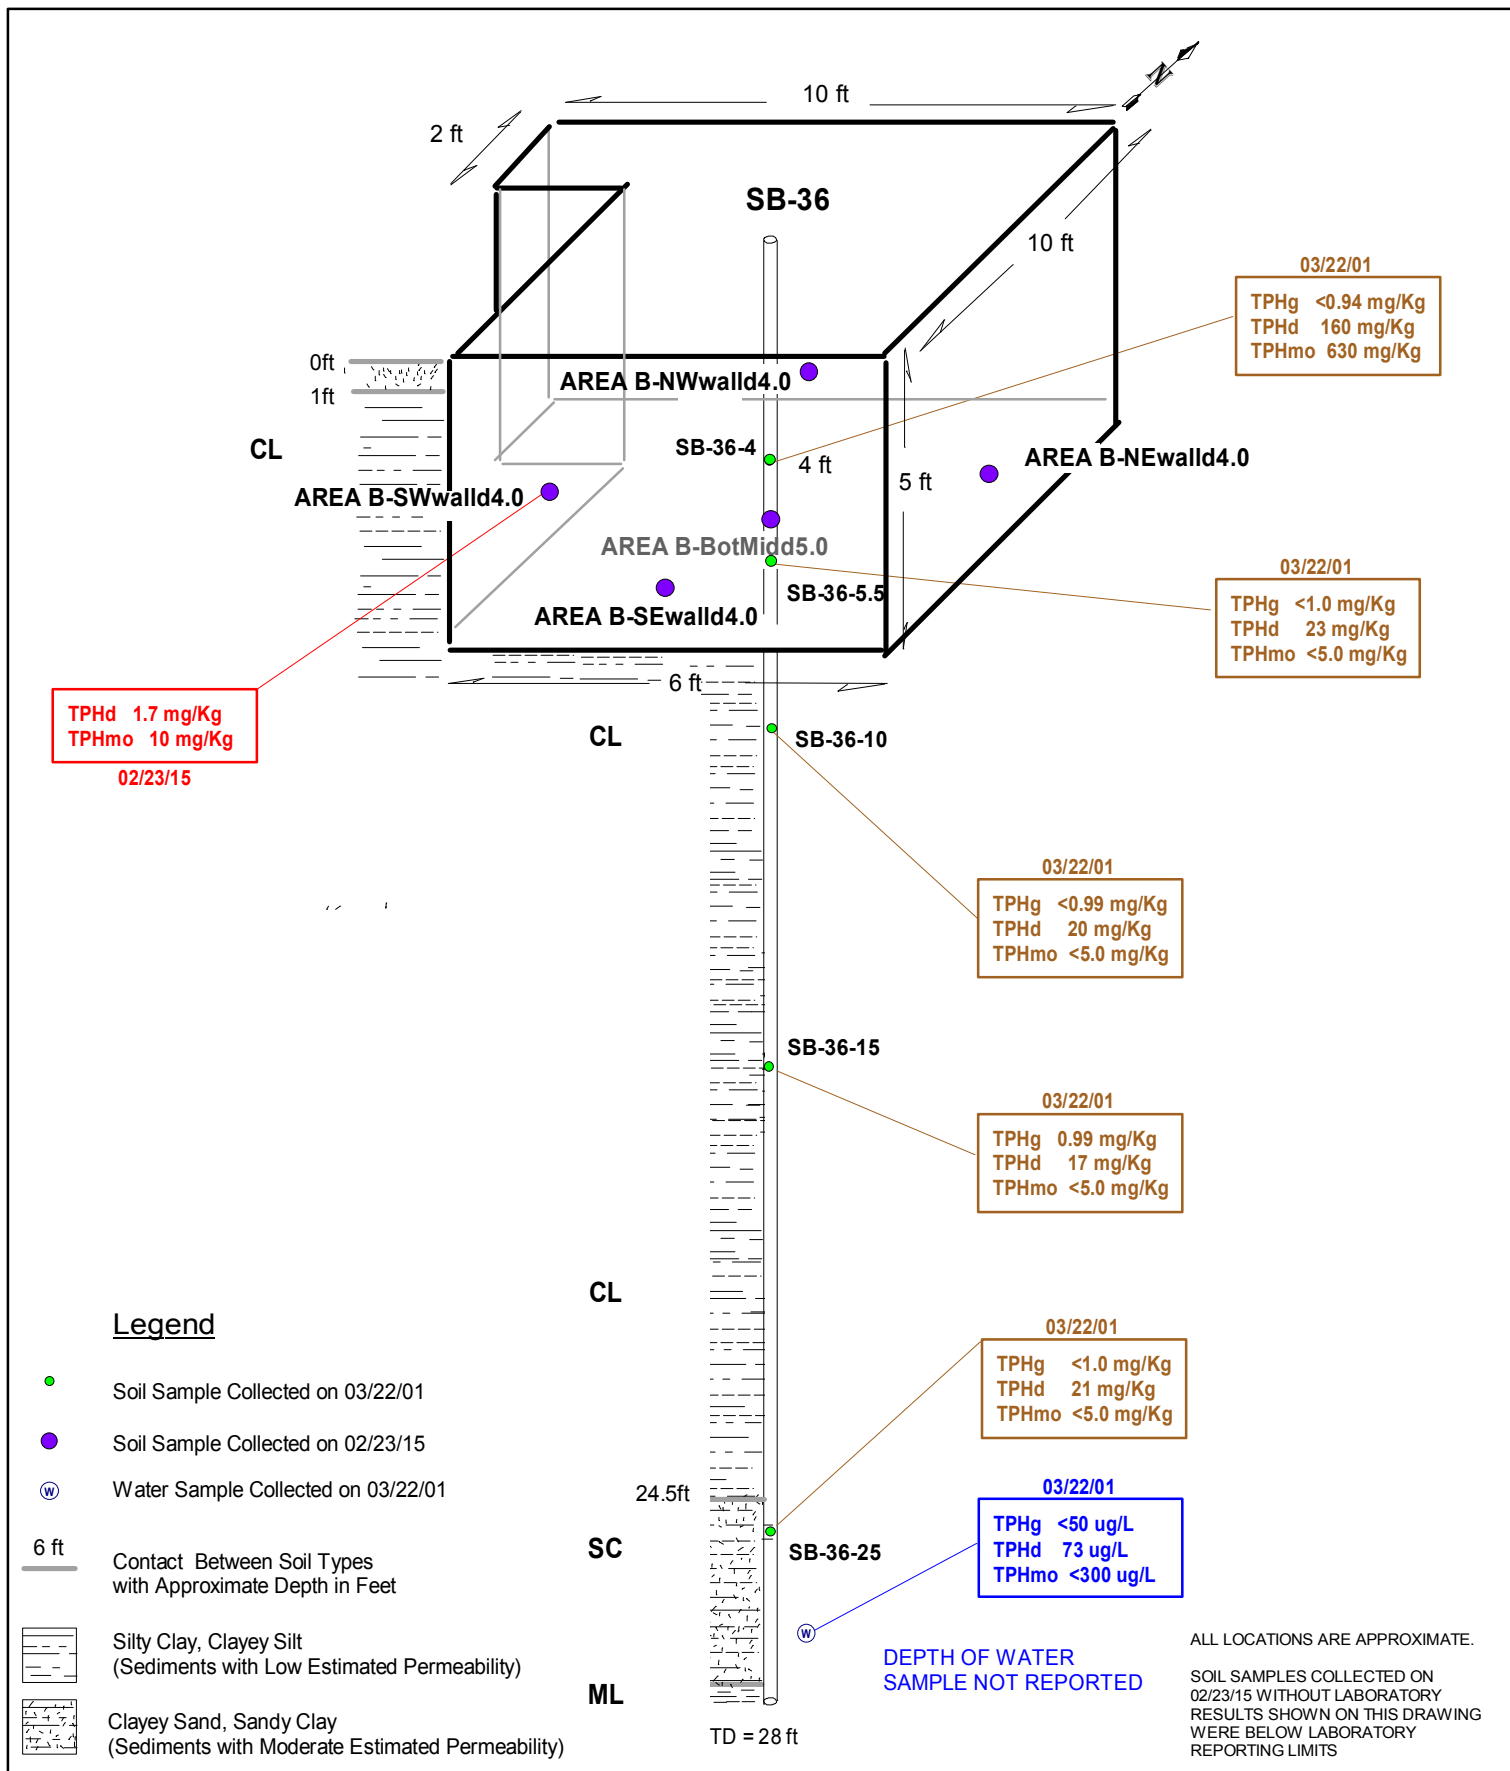 N
10 ft
2 ft
SB-36
10 ft
03/22/01
TPHg <0.94 mg/Kg
TPHd 160 mg/Kg
TPHmo 630 mg/Kg
0ft
1ft
AREA B-NWwalld4.0
CL
SB-36-4
4 ft
AREA B-NEwalld4.0
5 ft
AREA B-SWwalld4.0
AREA B-BotMidd5.0
SB-36-5.5
AREA B-SEwalld4.0
03/22/01
TPHg <1.0 mg/Kg
TPHd 23 mg/Kg
TPHmo <5.0 mg/Kg
6 ft
TPHd 1.7 mg/Kg
TPHmo 10 mg/Kg
02/23/15
CL
SB-36-10
03/22/01
TPHg <0.99 mg/Kg
TPHd 20 mg/Kg
TPHmo <5.0 mg/Kg
SB-36-15
03/22/01
TPHg 0.99 mg/Kg
TPHd 17 mg/Kg
TPHmo <5.0 mg/Kg
CL
03/22/01
TPHg <1.0 mg/Kg
TPHd 21 mg/Kg
TPHmo <5.0 mg/Kg
24.5ft
SC
SB-36-25
03/22/01
TPHg <50 ug/L
TPHd 73 ug/L
TPHmo <300 ug/L
W
DEPTH OF WATER
SAMPLE NOT REPORTED
ML
TD = 28 ft
Legend
Soil Sample Collected on 03/22/01
Soil Sample Collected on 02/23/15
W Water Sample Collected on 03/22/01
6 ft
Contact Between Soil Types
with Approximate Depth in Feet
Silty Clay, Clayey Silt
(Sediments with Low Estimated Permeability)
Clayey Sand, Sandy Clay
(Sediments with Moderate Estimated Permeability)
ALL LOCATIONS ARE APPROXIMATE.
SOIL SAMPLES COLLECTED ON
02/23/15 WITHOUT LABORATORY
RESULTS SHOWN ON THIS DRAWING
WERE BELOW LABORATORY
REPORTING LIMITS